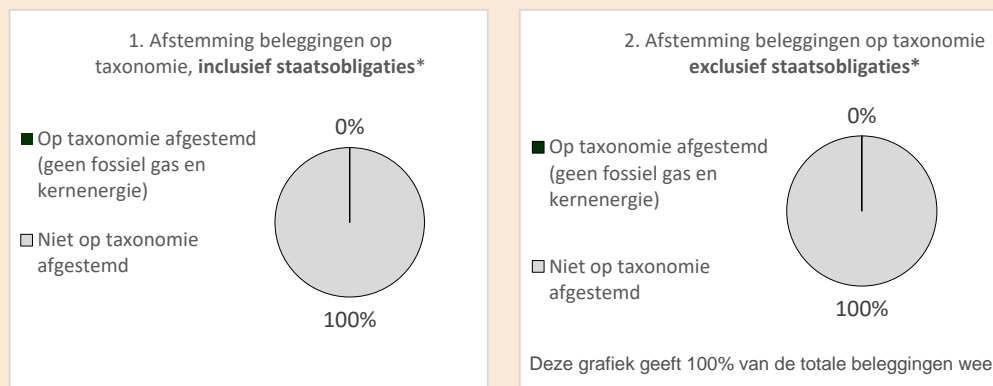 1. Afstemming beleggingen op
taxonomie, inclusief staatsobligaties*
Op taxonomie afgestemd
(geen fossiel gas en
kernenergie)
Niet op taxonomie
afgestemd
0%
100%
2. Afstemming beleggingen op taxonomie
exclusief staatsobligaties*
Op taxonomie afgestemd
(geen fossiel gas en
kernenergie)
Niet op taxonomie
afgestemd
0%
100%
Deze grafiek geeft 100% van de totale beleggingen wee